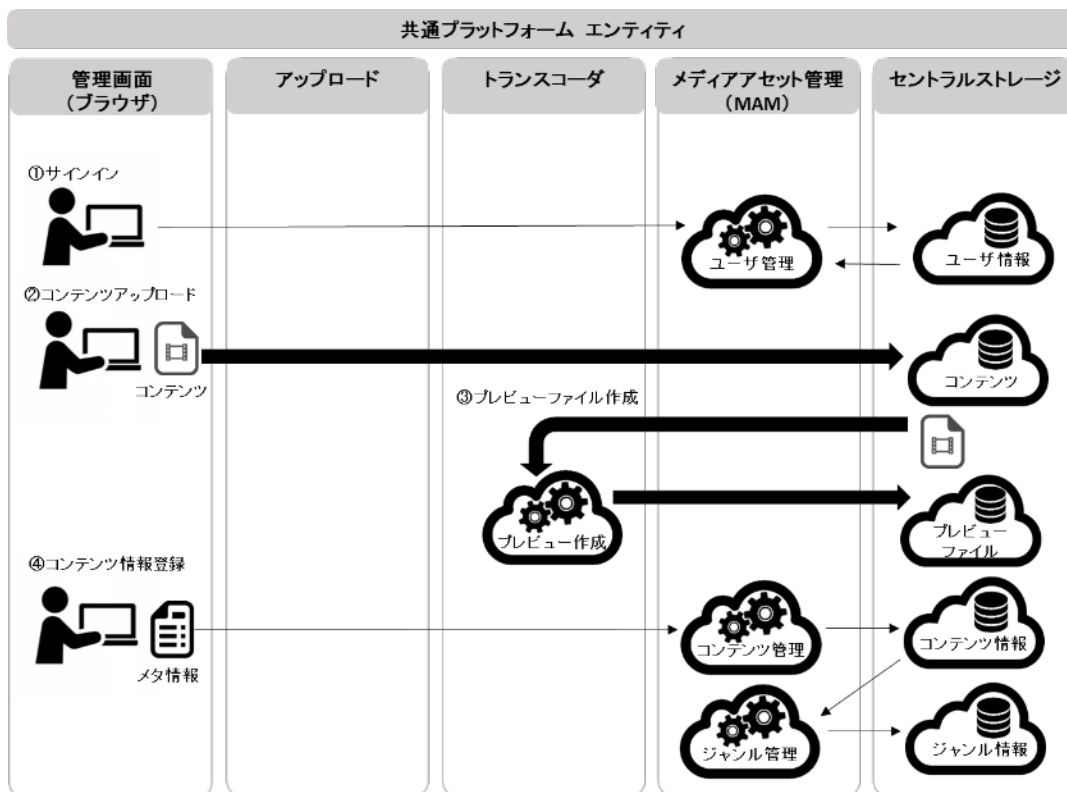 共通プラットフォーム エンティティ
管理画面
（ブラウザ）
アップロード
トランスコーダ
メディアアセット管理
（MAM）
セントラルストレージ
①サインイン
ユーザ管理
ユーザ情報
②コンテンツアップロード
コンテンツ
コンテンツ
③プレビューファイル作成
プレビュー作成
プレビュー
ファイル
④コンテンツ情報登録
メタ情報
コンテンツ管理
コンテンツ情報
ジャンル管理
ジャンル情報